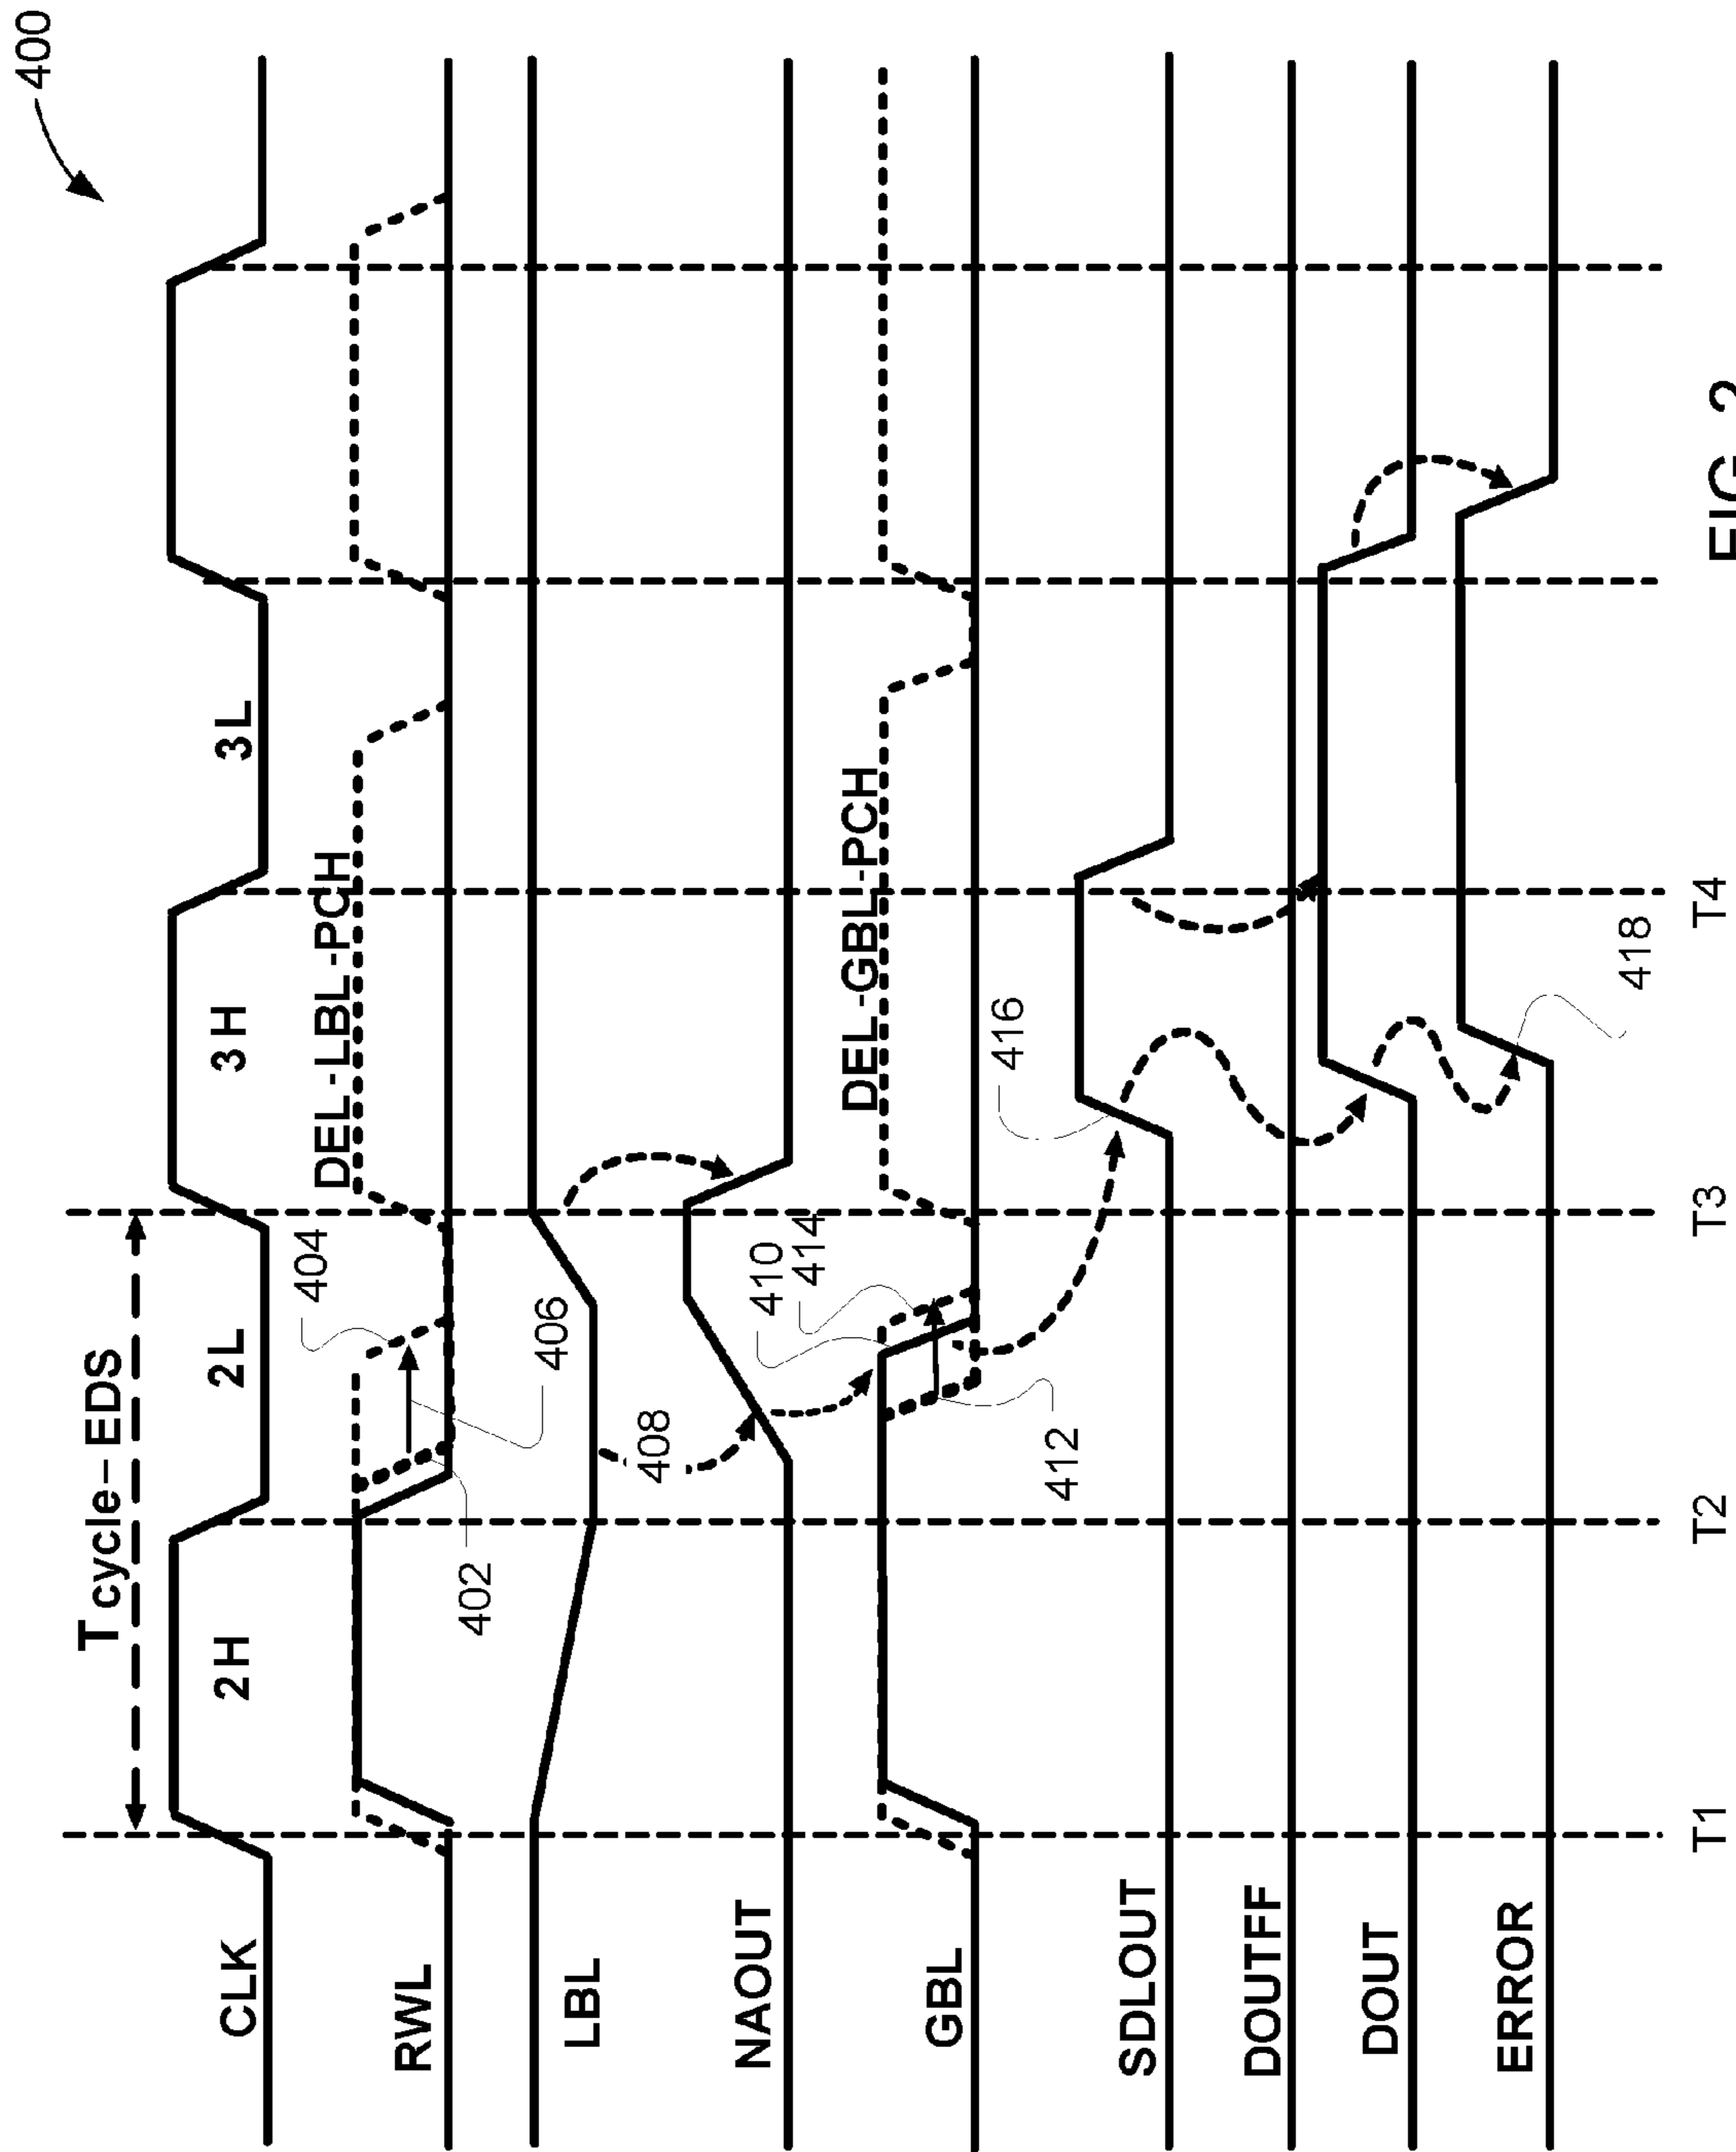 400
T cycle–EDS
CLK
2H
2L
3H
3L
RWL
402
404
DEL-LBL-PCH
LBL
406
NAOUT
408
410
414
DEL-GBL-PCH
GBL
412
416
SDLOUT
DOUTFF
DOUT
ERROR
418
T1
T2
T3
T4
FIG. 2